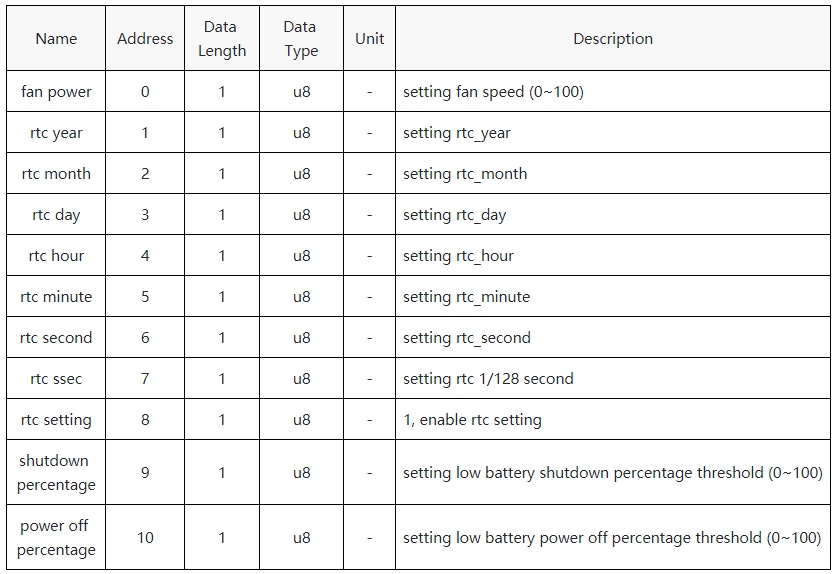 Name Address Data Length Data Type Unit Description
fan power 0 1 u8 - setting fan speed (0~100)
rtc year 1 1 u8 - setting rtc_year
rtc month 2 1 u8 - setting rtc_month
rtc day 3 1 u8 - setting rtc_day
rtc hour 4 1 u8 - setting rtc_hour
rtc minute 5 1 u8 - setting rtc_minute
rtc second 6 1 u8 - setting rtc_second
rtc ssec 7 1 u8 - setting rtc 1/128 second
rtc setting 8 1 u8 - 1, enable rtc setting
shutdown percentage 9 1 u8 - setting low battery shutdown percentage threshold (0~100)
power off percentage 10 1 u8 - setting low battery power off percentage threshold (0~100)